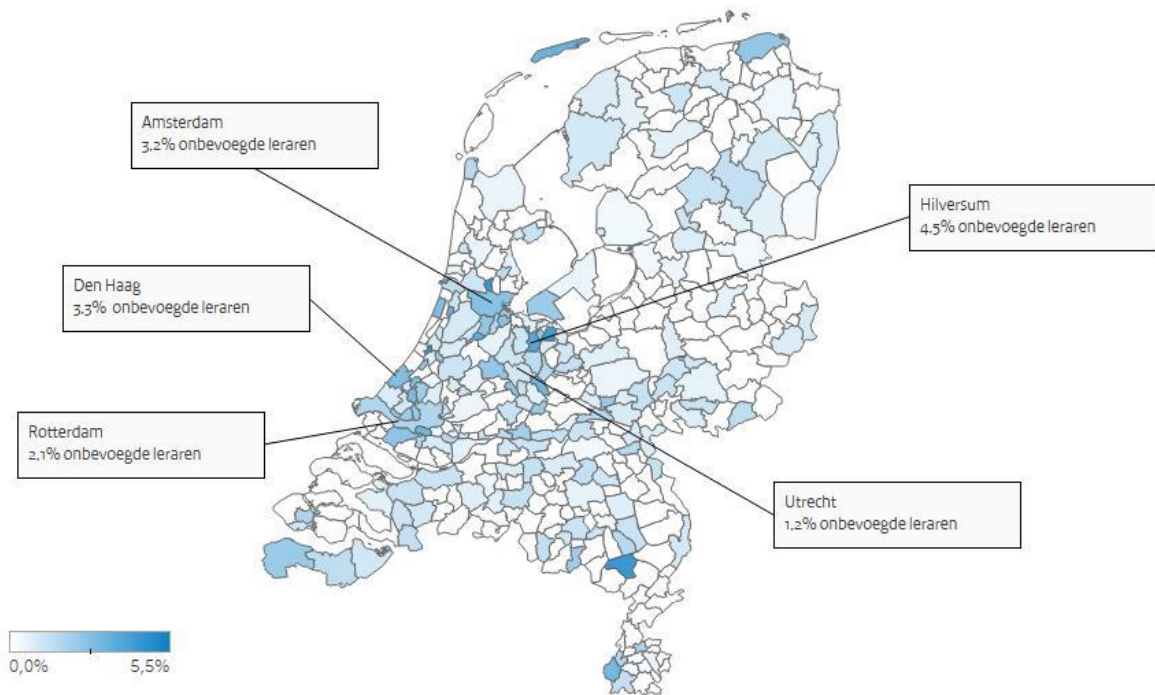 Amsterdam
3,2% onbevoegde leraren
Hilversum
4,5% onbevoegde leraren
Den Haag
3,3% onbevoegde leraren
Rotterdam
2,1% onbevoegde leraren
Utrecht
1,2% onbevoegde leraren
0,0% 5,5%